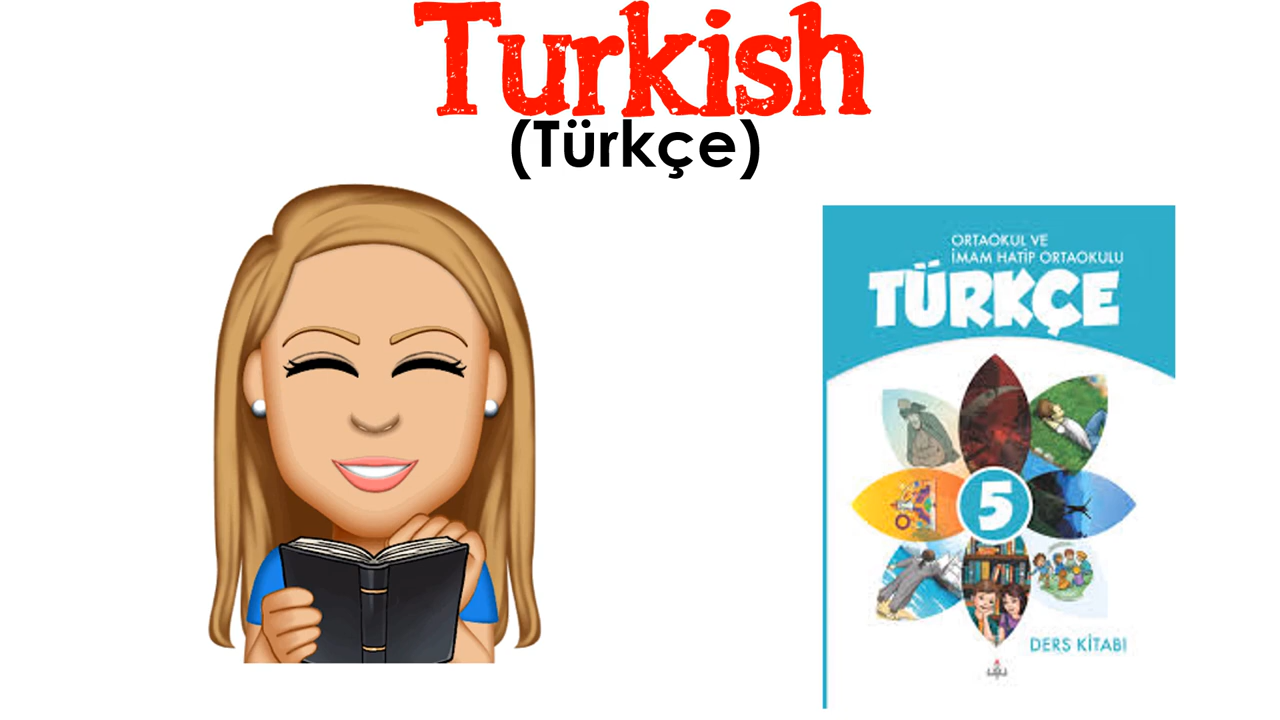 Turkish
(Türkçe)
ORTAOKUL VE
İMAM HATİP ORTAOKULU
TÜRKÇE
5
DERS KİTABI